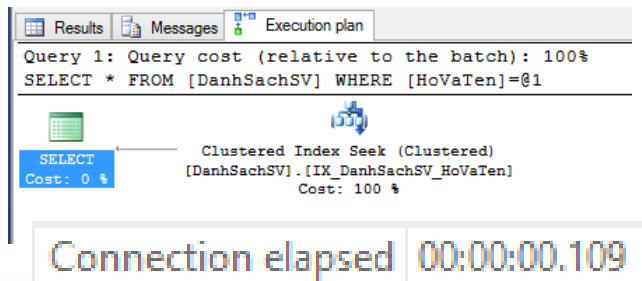 Results Messages Execution plan
Query 1: Query cost (relative to the batch): 100%
SELECT * FROM [DanhSachSV] WHERE [HoVaTen]=@1
SELECT
Cost: 0 %
Clustered Index Seek (Clustered)
[DanhSachSV].[IX_DanhSachSV_HoVaTen]
Cost: 100 %
Connection elapsed 00:00:00.109